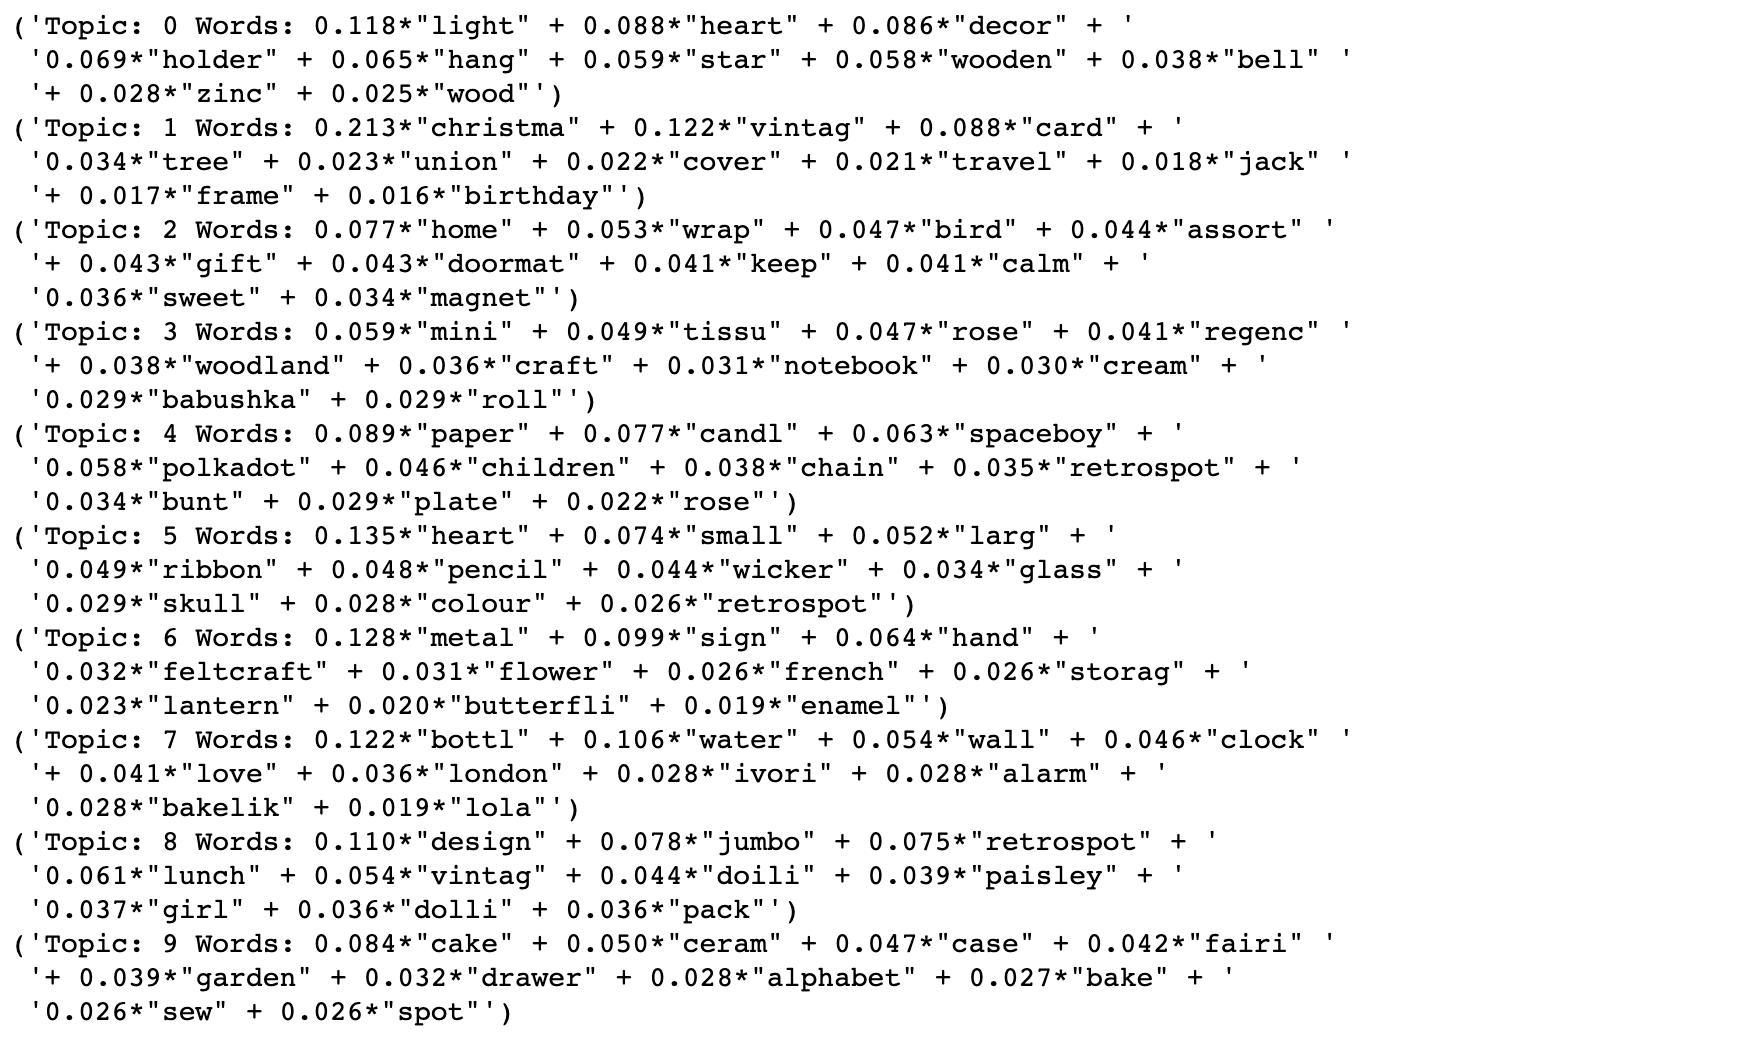 ('Topic: 0 Words: 0.118*"light" + 0.088*"heart" + 0.086*"decor" + '
'0.069*"holder" + 0.065*"hang" + 0.059*"star" + 0.058*"wooden" + 0.038*"bell" '
'+ 0.028*"zinc" + 0.025*"wood"')
('Topic: 1 Words: 0.213*"christma" + 0.122*"vintag" + 0.088*"card" + '
'0.034*"tree" + 0.023*"union" + 0.022*"cover" + 0.021*"travel" + 0.018*"jack" '
'+ 0.017*"frame" + 0.016*"birthday"')
('Topic: 2 Words: 0.077*"home" + 0.053*"wrap" + 0.047*"bird" + 0.044*"assort" '
'+ 0.043*"gift" + 0.043*"doormat" + 0.041*"keep" + 0.041*"calm" + '
'0.036*"sweet" + 0.034*"magnet"')
('Topic: 3 Words: 0.059*"mini" + 0.049*"tissu" + 0.047*"rose" + 0.041*"regenc" '
'+ 0.038*"woodland" + 0.036*"craft" + 0.031*"notebook" + 0.030*"cream" + '
'0.029*"babushka" + 0.029*"roll"')
('Topic: 4 Words: 0.089*"paper" + 0.077*"candl" + 0.063*"spaceboy" + '
'0.058*"polkadot" + 0.046*"children" + 0.038*"chain" + 0.035*"retrospot" + '
'0.034*"bunt" + 0.029*"plate" + 0.022*"rose"')
('Topic: 5 Words: 0.135*"heart" + 0.074*"small" + 0.052*"larg" + '
'0.049*"ribbon" + 0.048*"pencil" + 0.044*"wicker" + 0.034*"glass" + '
'0.029*"skull" + 0.028*"colour" + 0.026*"retrospot"')
('Topic: 6 Words: 0.128*"metal" + 0.099*"sign" + 0.064*"hand" + '
'0.032*"feltcraft" + 0.031*"flower" + 0.026*"french" + 0.026*"storag" + '
'0.023*"lantern" + 0.020*"butterfli" + 0.019*"enamel"')
('Topic: 7 Words: 0.122*"bottl" + 0.106*"water" + 0.054*"wall" + 0.046*"clock" '
'+ 0.041*"love" + 0.036*"london" + 0.028*"ivori" + 0.028*"alarm" + '
'0.028*"bakelik" + 0.019*"lola"')
('Topic: 8 Words: 0.110*"design" + 0.078*"jumbo" + 0.075*"retrospot" + '
'0.061*"lunch" + 0.054*"vintag" + 0.044*"doili" + 0.039*"paisley" + '
'0.037*"girl" + 0.036*"dolli" + 0.036*"pack"')
('Topic: 9 Words: 0.084*"cake" + 0.050*"ceram" + 0.047*"case" + 0.042*"fairi" '
'+ 0.039*"garden" + 0.032*"drawer" + 0.028*"alphabet" + 0.027*"bake" + '
'0.026*"sew" + 0.026*"spot"')